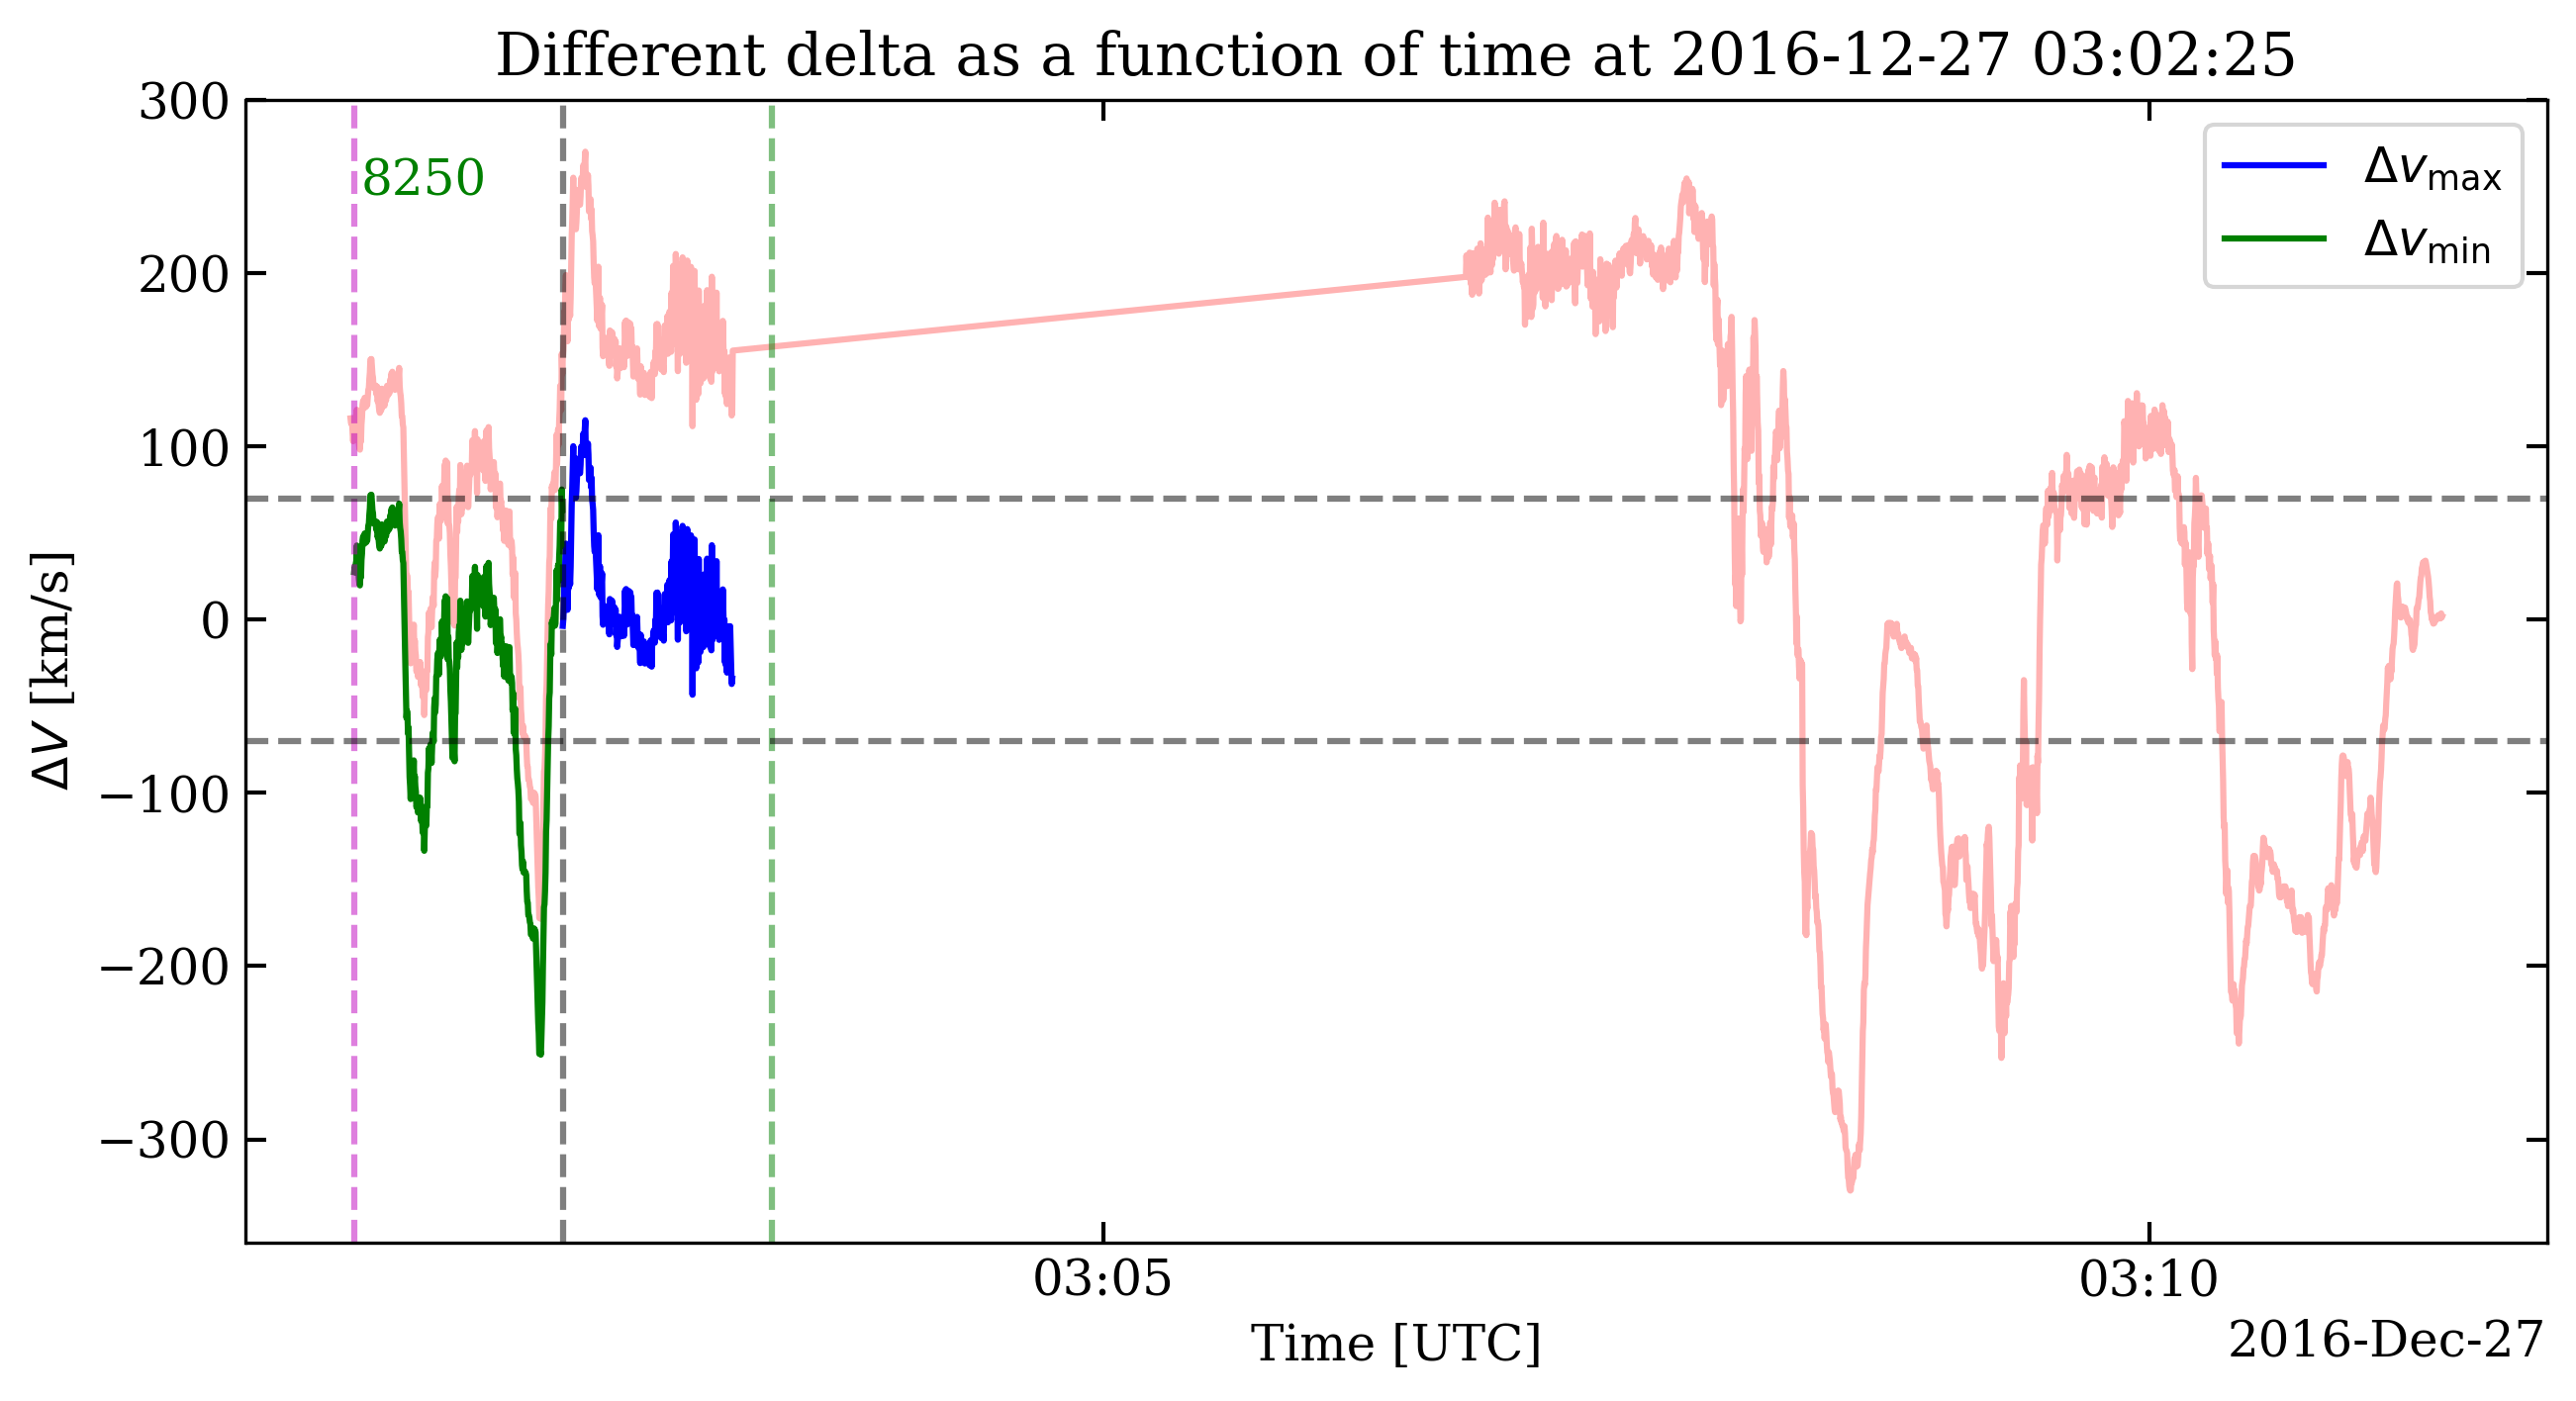 Different delta as a function of time at 2016-12-27 03:02:25
300
200
100
0
−100
−200
−300
ΔV [km/s]
8250
Δvmax
Δvmin
03:05
03:10
Time [UTC]
2016-Dec-27